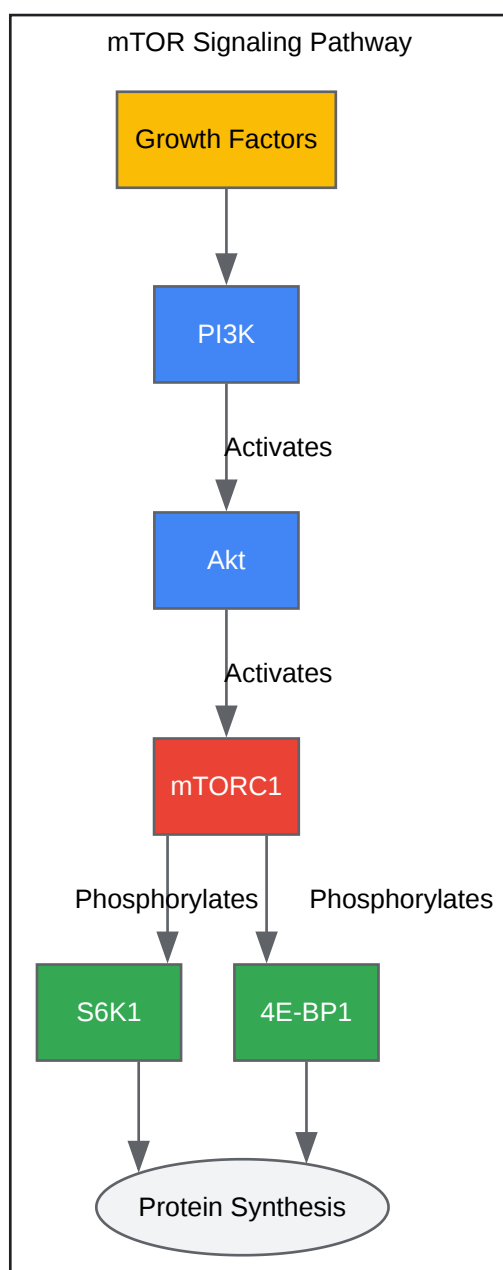 mTOR Signaling Pathway
Growth Factors
PI3K
Activates
Akt
Activates
mTORC1
Phosphorylates
Phosphorylates
S6K1
4E-BP1
Protein Synthesis